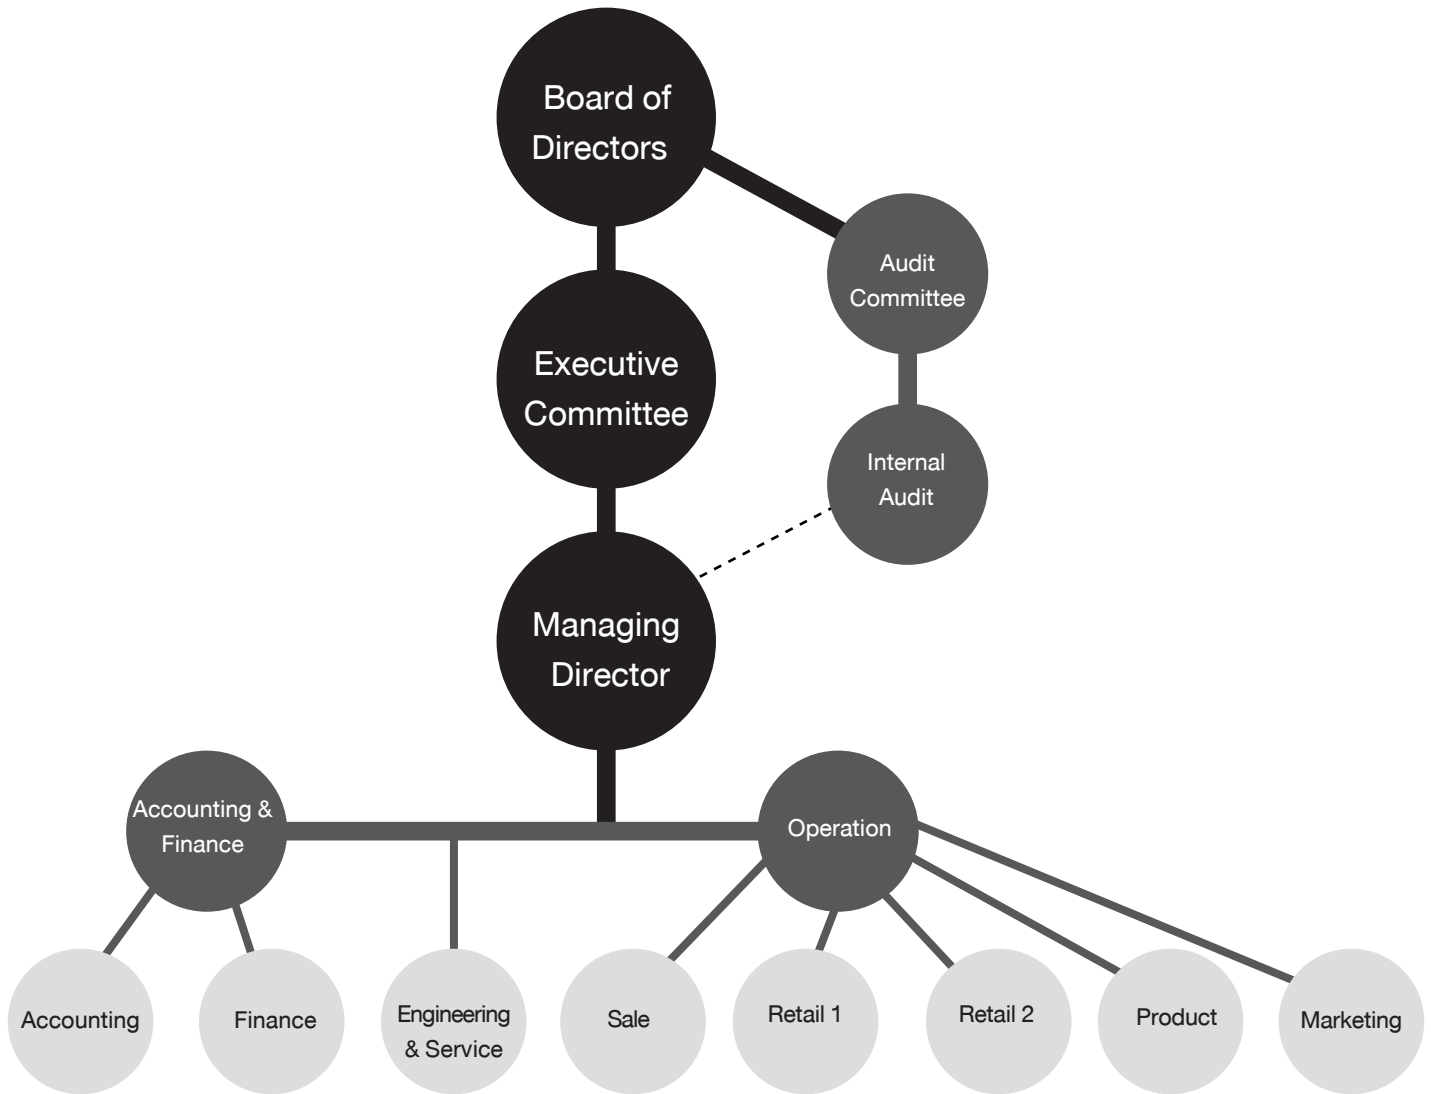 Board of
Directors
Audit
Committee
Executive
Committee
Internal
Audit
Managing
Director
Accounting &
Finance
Operation
Accounting
Finance
Engineering
& Service
Sale
Retail 1
Retail 2
Product
Marketing